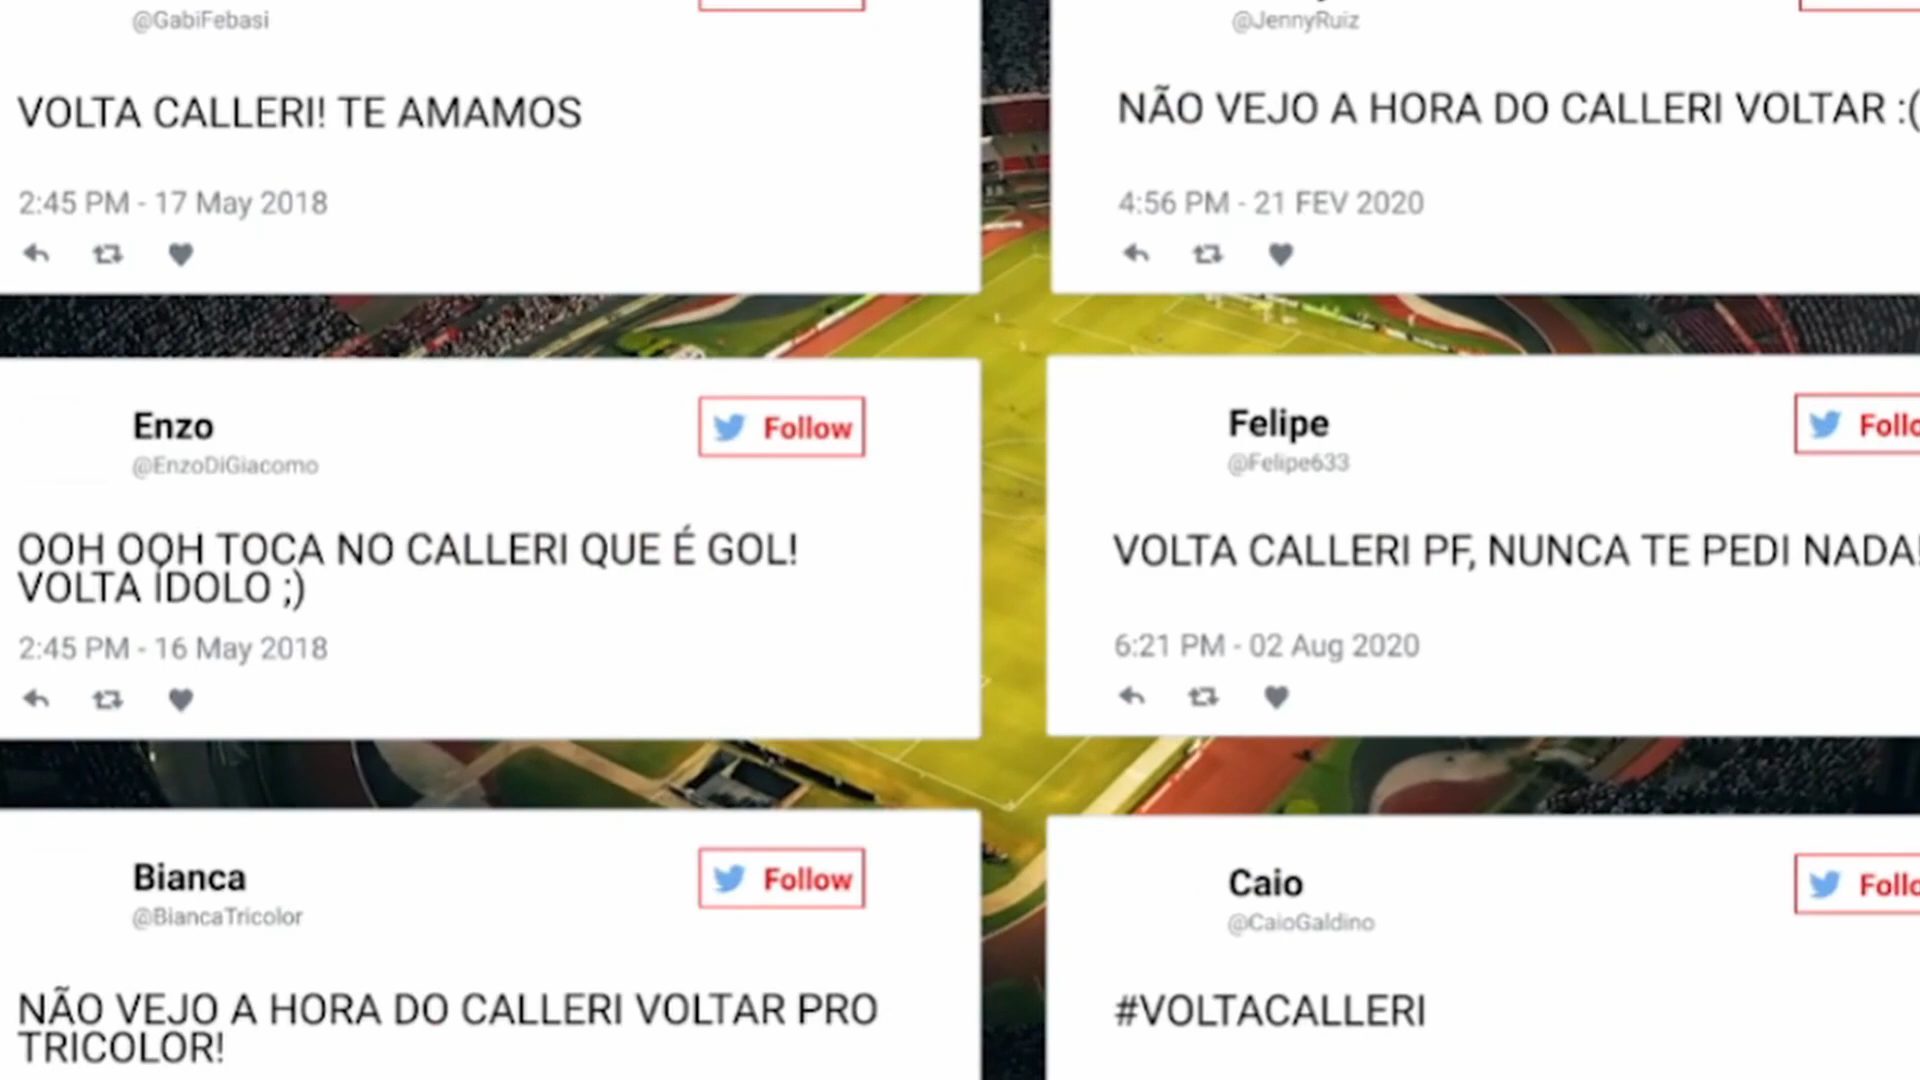 @GabiFebasi
VOLTA CALLERI! TE AMAMOS
2:45 PM - 17 May 2018
@JennyRuiz
NÃO VEJO A HORA DO CALLERI VOLTAR :(
4:56 PM - 21 FEV 2020
Enzo
@EnzoDiGiacomo
Follow
OOH OOH TOCA NO CALLERI QUE É GOL!
VOLTA ÍDOLO ;)
2:45 PM - 16 May 2018
Felipe
@Felipe633
Follo
VOLTA CALLERI PF, NUNCA TE PEDI NADA!
6:21 PM - 02 Aug 2020
Bianca
@BiancaTricolor
Follow
NÃO VEJO A HORA DO CALLERI VOLTAR PRO
TRICOLOR!
Caio
@CaioGaldino
Follo
#VOLTACALLERI